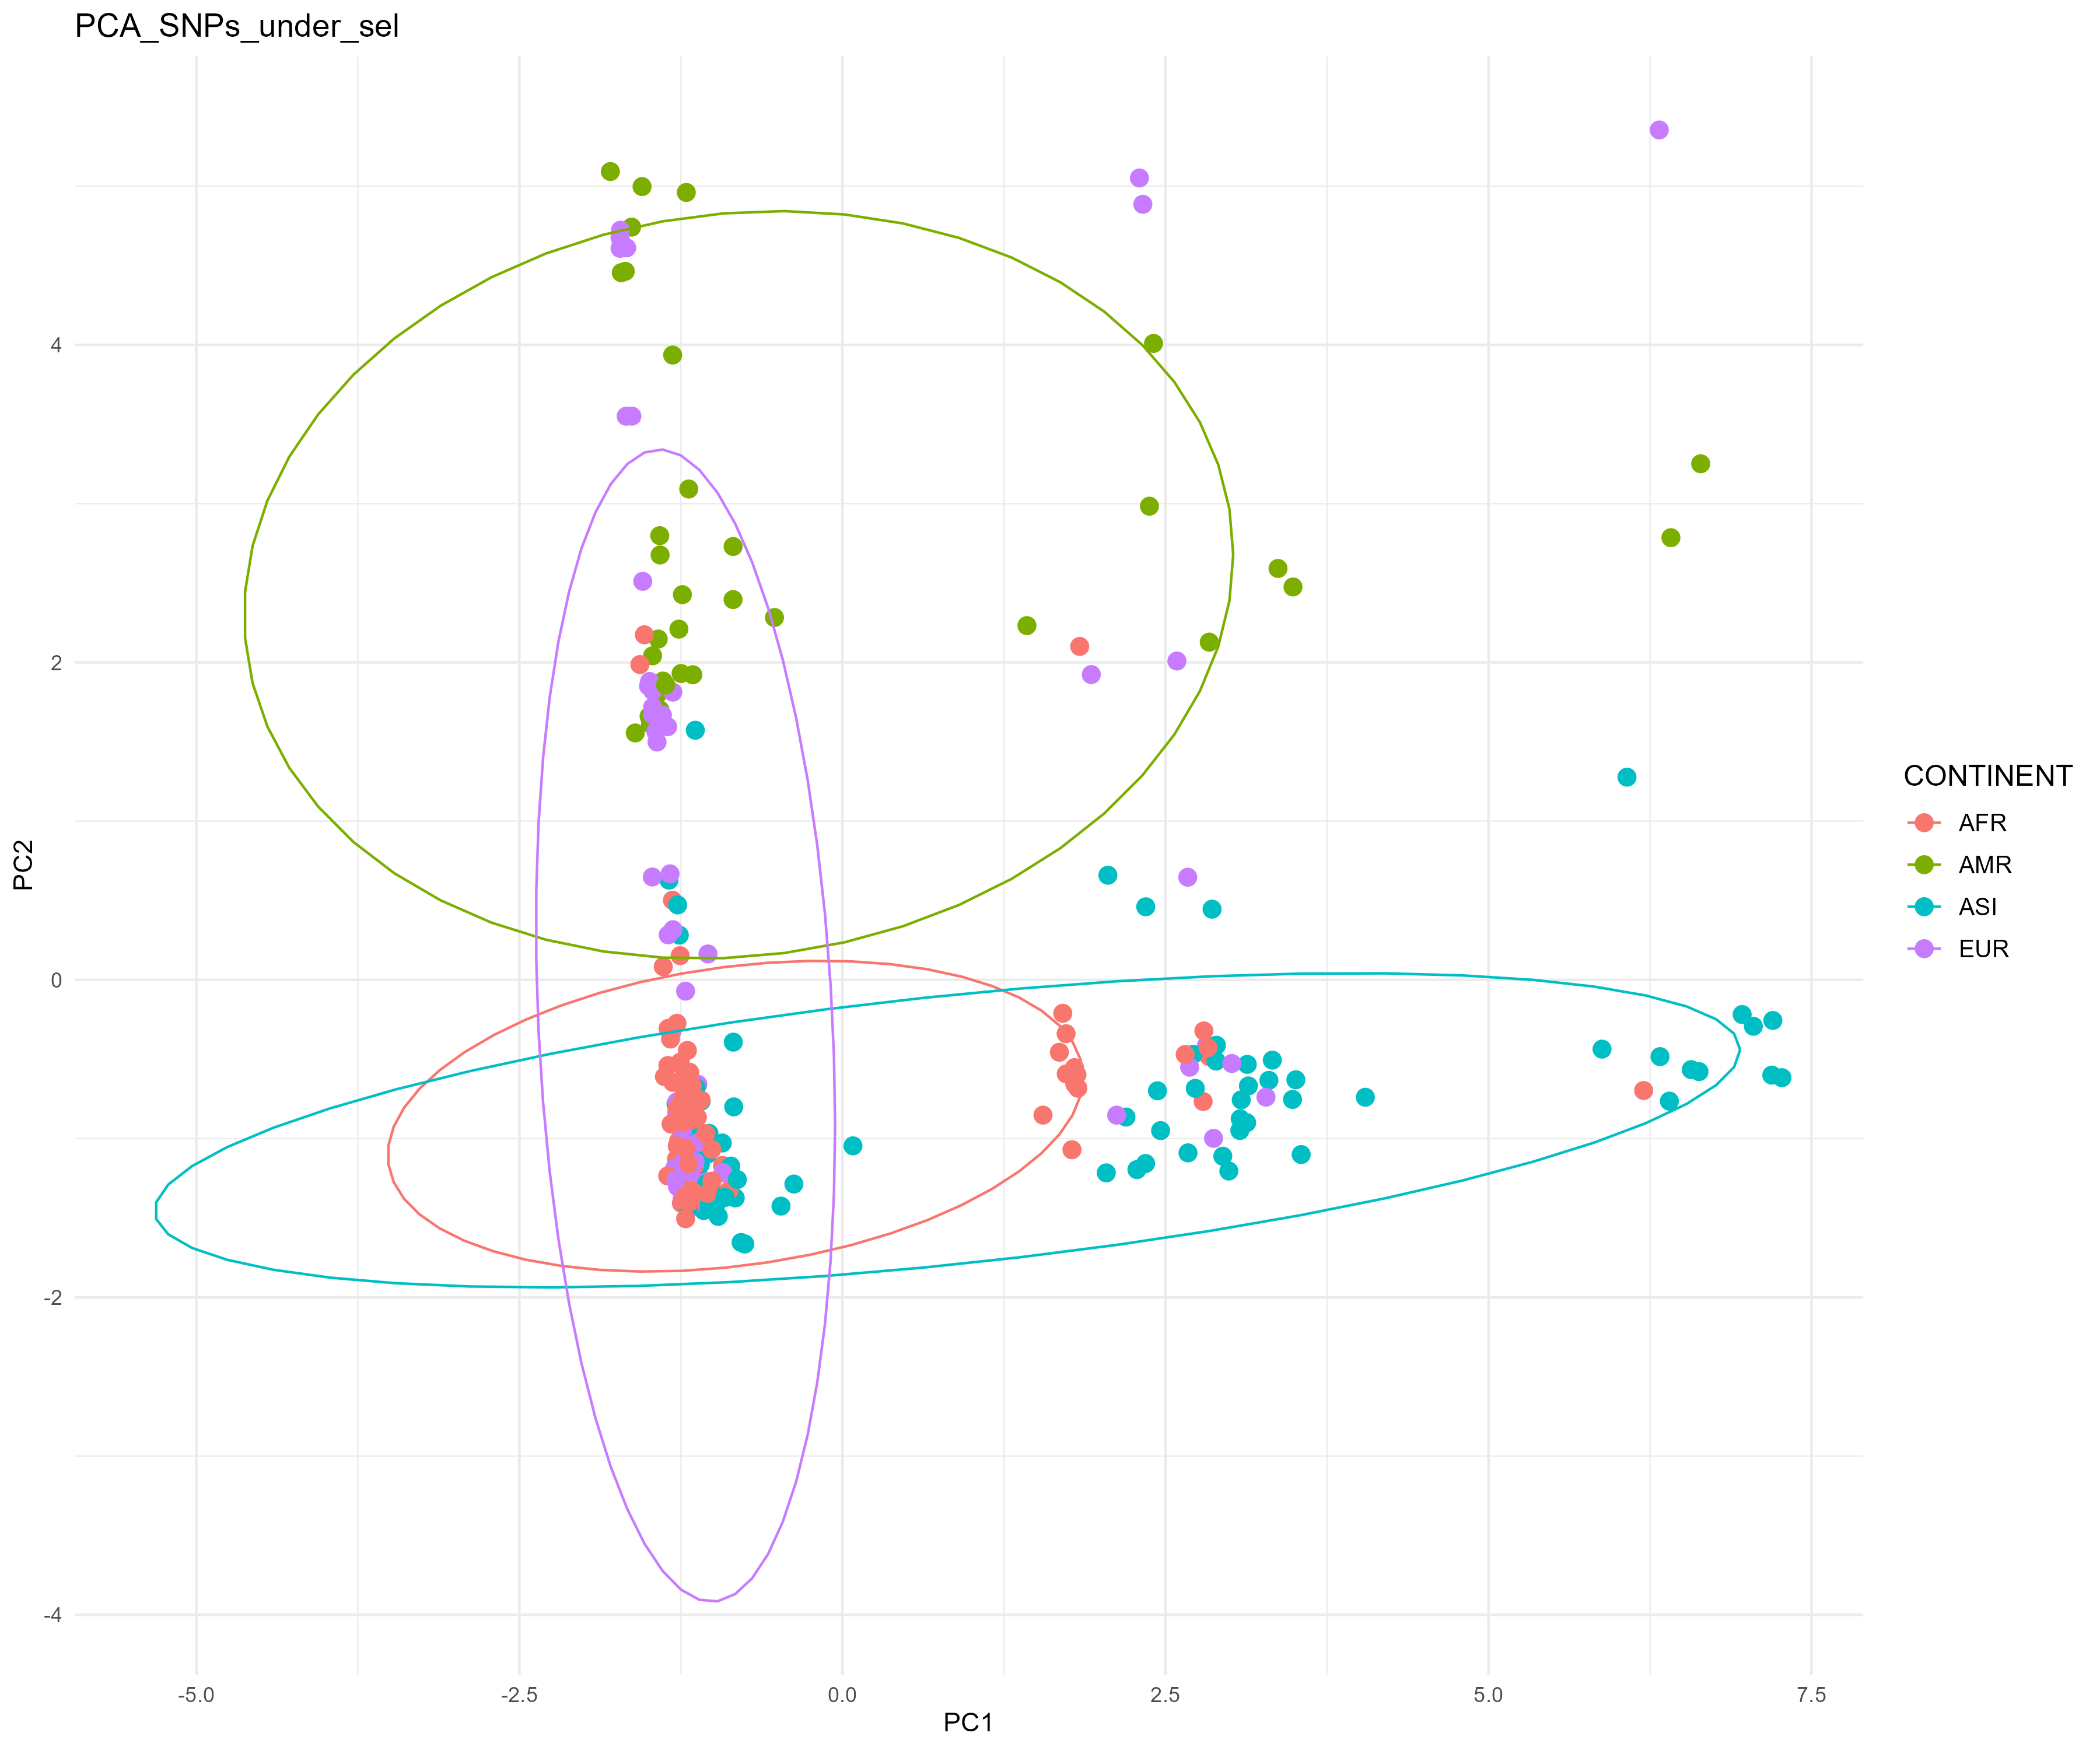 PCA_SNPs_under_sel
PC2
4
2
0
-2
-4
-5.0 -2.5 0.0 2.5 5.0 7.5
PC1
CONTINENT
AFR
AMR
ASI
EUR